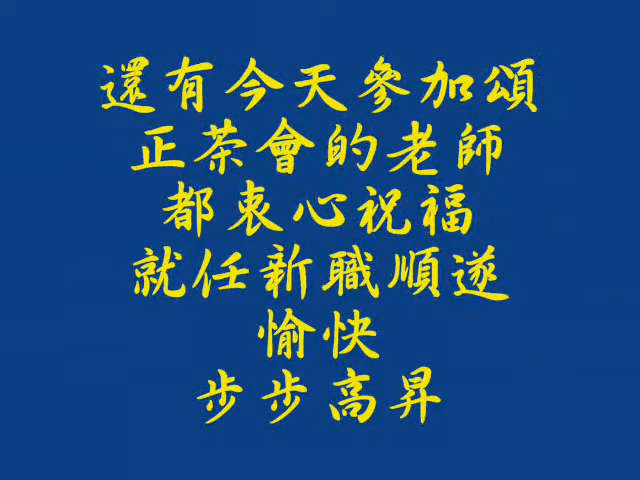 還有今天參加頌
正茶會的老師
都衷心祝福
就任新職順遂
愉快
步步高昇